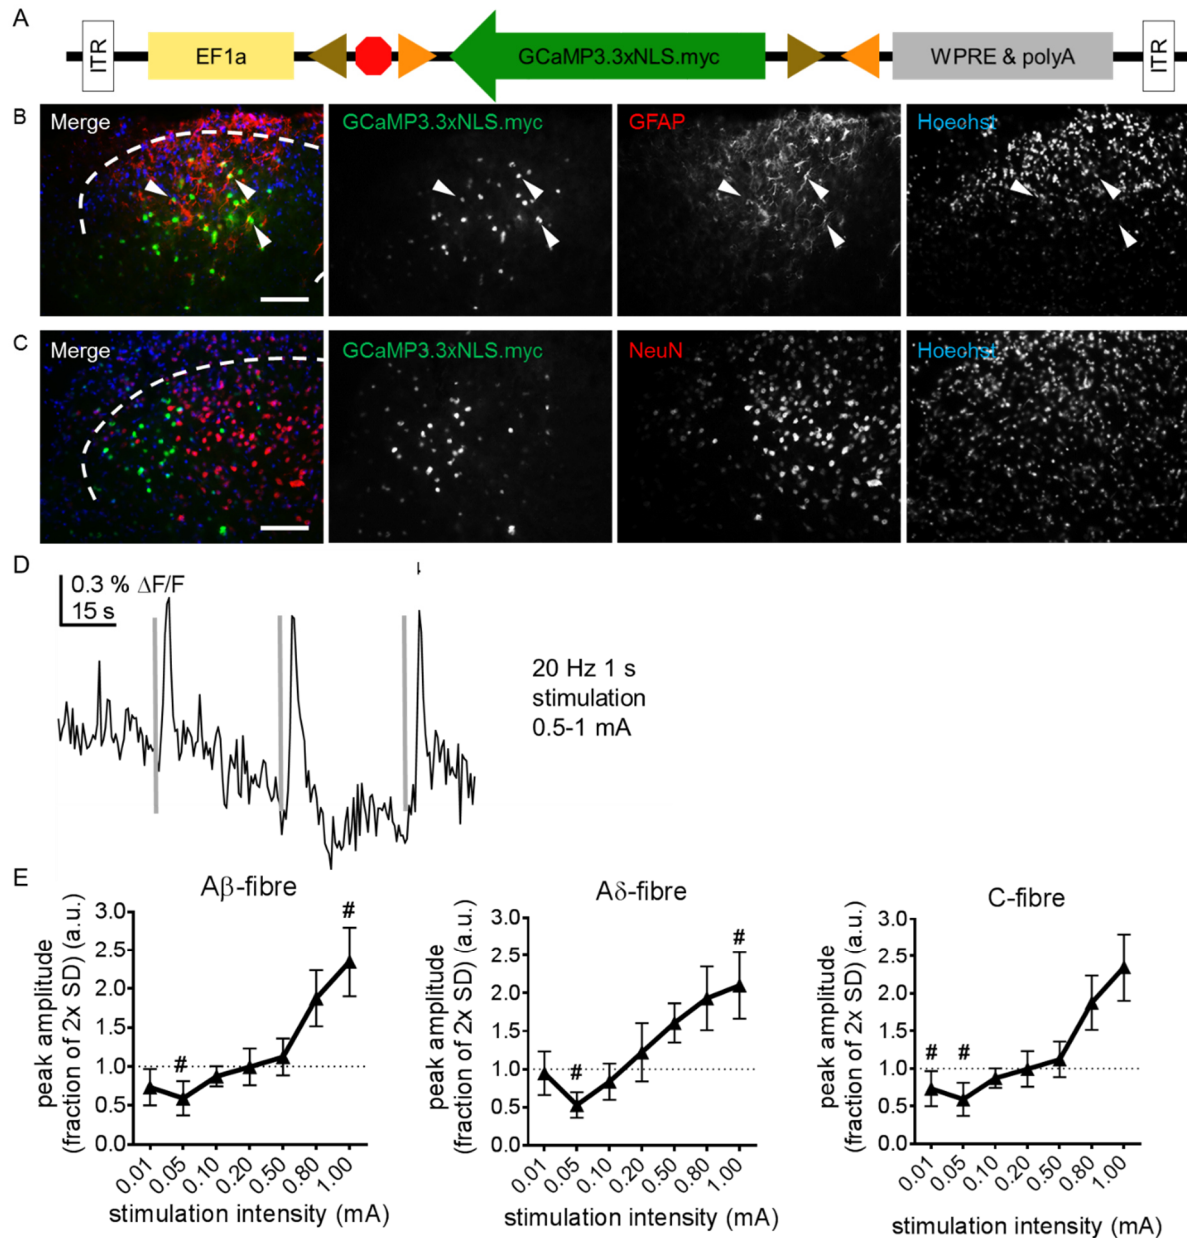 A
ITR
EF1a
GCaMP3.3xNLS.myc
WPRE & polyA
ITR
B
Merge
GCaMP3.3xNLS.myc
GFAP
Hoechst
C
Merge
GCaMP3.3xNLS.myc
NeuN
Hoechst
D
0.3 % ΔF/F
15 s
20 Hz 1 s
stimulation
0.5-1 mA
E
Aβ-fibre
peak amplitude
(fraction of 2x SD) (a.u.)
3.0
2.5
2.0
1.5
1.0
0.5
0.0
#
#
0.01
0.05
0.10
0.20
0.50
0.80
1.00
stimulation intensity (mA)
Aδ-fibre
peak amplitude
(fraction of 2x SD) (a.u.)
3.0
2.5
2.0
1.5
1.0
0.5
0.0
#
#
0.01
0.05
0.10
0.20
0.50
0.80
1.00
stimulation intensity (mA)
C-fibre
peak amplitude
(fraction of 2x SD) (a.u.)
3.0
2.5
2.0
1.5
1.0
0.5
0.0
# #
0.01
0.05
0.10
0.20
0.50
0.80
1.00
stimulation intensity (mA)